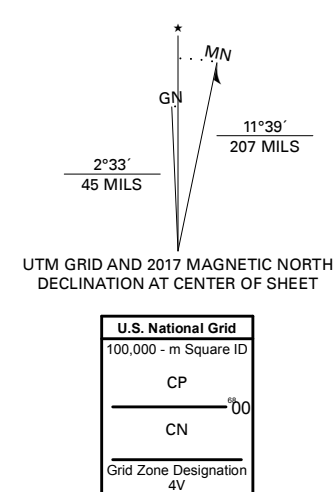 ★
MN
GN
11°39´
207 MILS
2°33´
45 MILS
UTM GRID AND 2017 MAGNETIC NORTH
DECLINATION AT CENTER OF SHEET
U.S. National Grid
100,000 - m Square ID
CP
⁶⁸00
CN
Grid Zone Designation
4V